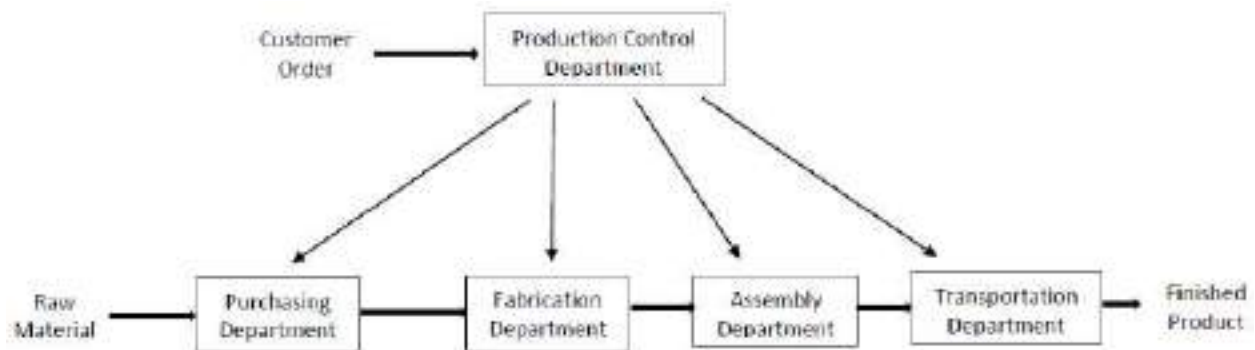 Customer
Order
Production Control
Department
Raw
Material
Purchasing
Department
Fabrication
Department
Assembly
Department
Transportation
Department
Finished
Product